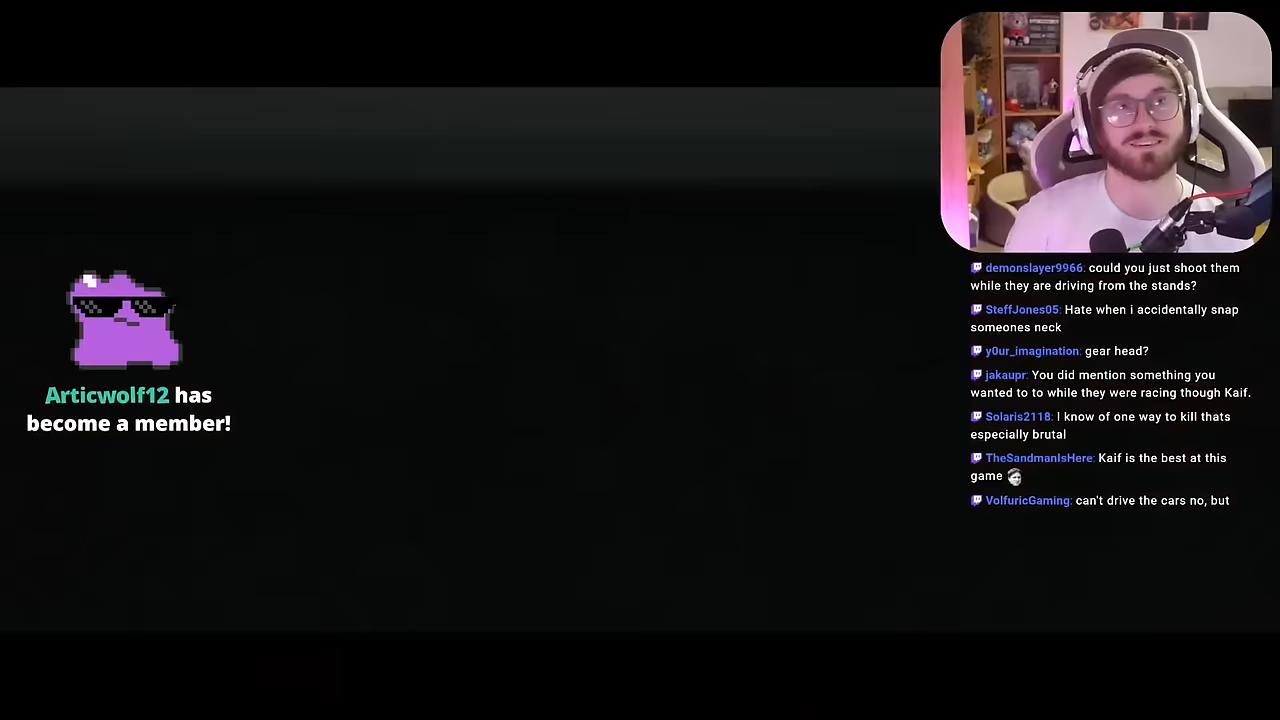 Articwolf12 has
become a member!
demonslayer9966: could you just shoot them
while they are driving from the stands?
SteffJones05: Hate when i accidentally snap
someones neck
y0ur_imagination: gear head?
jakaupr: You did mention something you
wanted to to while they were racing though Kaif.
Solaris2118: I know of one way to kill thats
especially brutal
TheSandmanIsHere: Kaif is the best at this
game
VolfuricGaming: can't drive the cars no, but